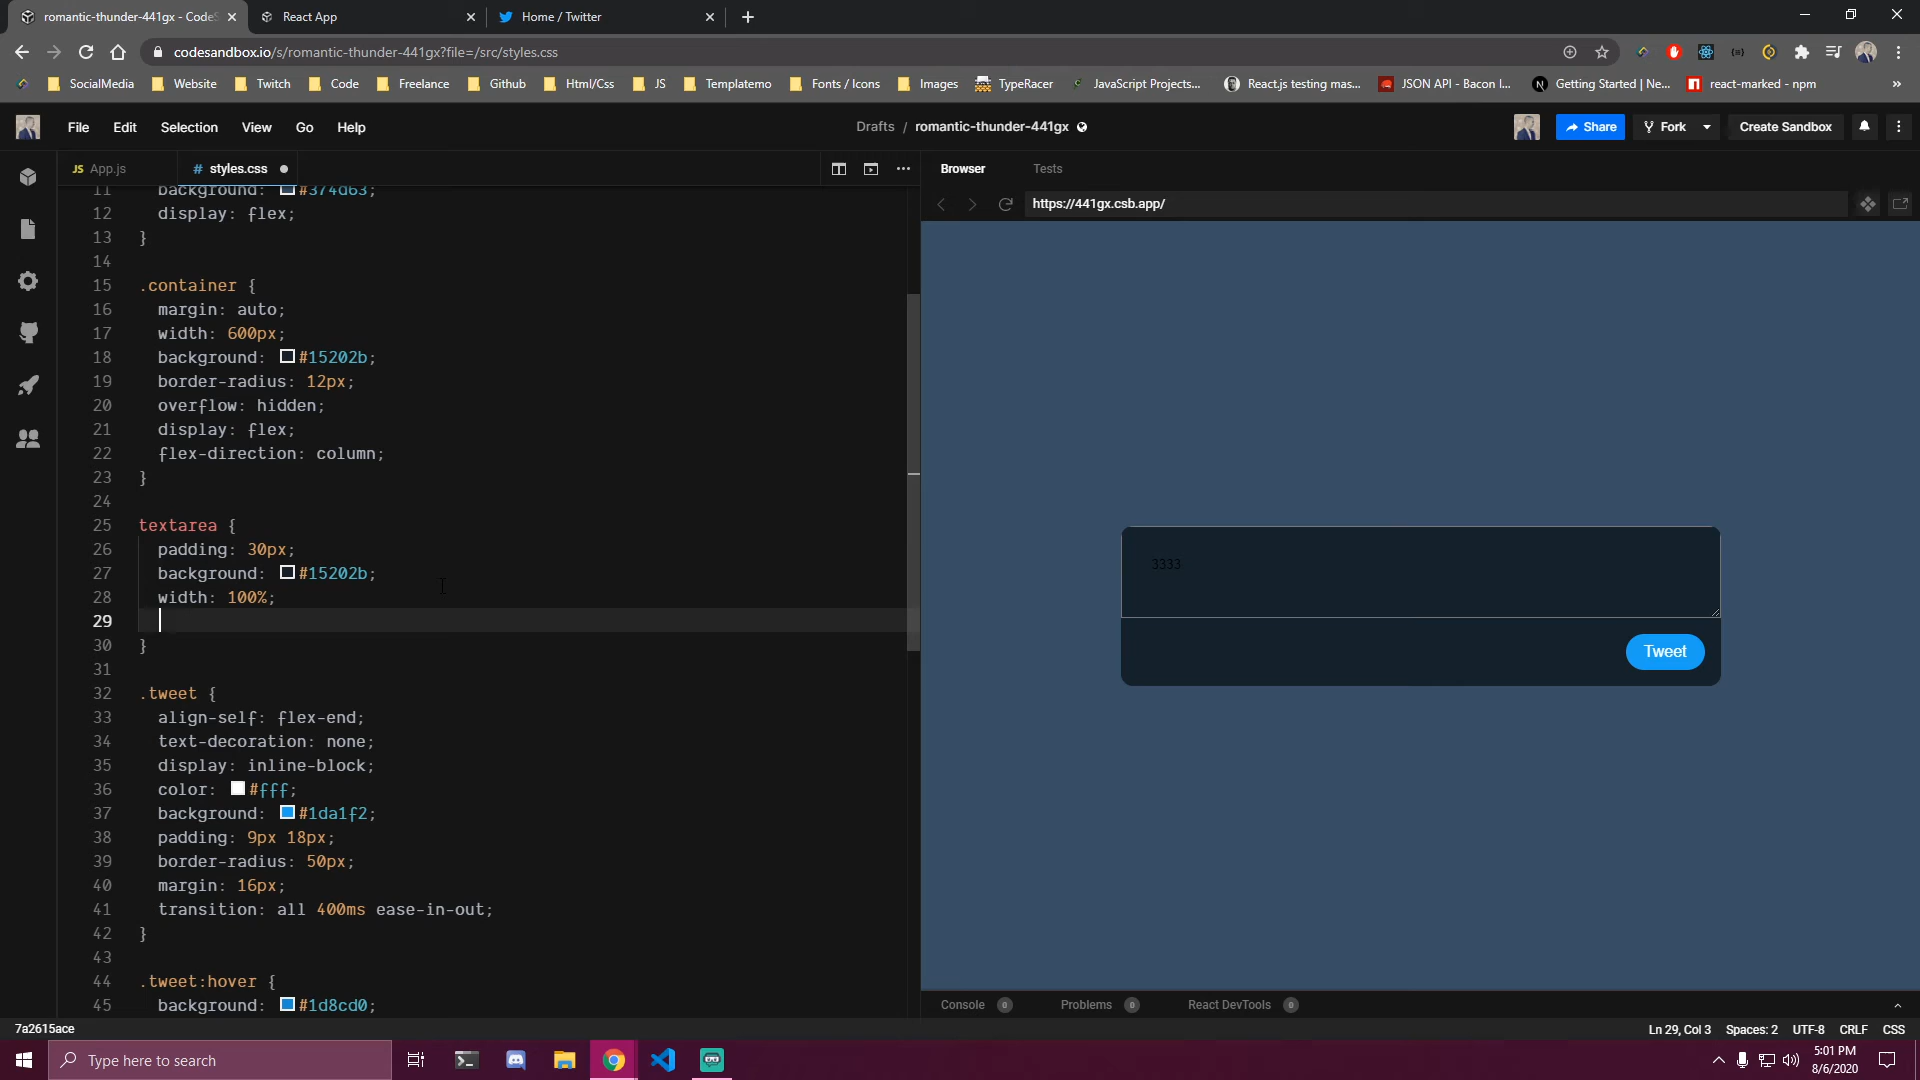 romantic-thunder-441gx - CodeS
React App
Home / Twitter
codesandbox.io/s/romantic-thunder-441gx?file=/src/styles.css
SocialMedia
Website
Twitch
Code
Freelance
Github
Html/Css
JS
Templatemo
Fonts / Icons
Images
TypeRacer
JavaScript Projects...
React.js testing mas...
JSON API - Bacon I...
Getting Started | Ne...
react-marked - npm
»
File
Edit
Selection
View
Go
Help
Drafts / romantic-thunder-441gx
Share
Fork
Create Sandbox
JS App.js
# styles.css
Browser
Tests
https://441gx.csb.app/
11 background: #374d63;
12 display: flex;
13 }
14
15 .container {
16 margin: auto;
17 width: 600px;
18 background: #15202b;
19 border-radius: 12px;
20 overflow: hidden;
21 display: flex;
22 flex-direction: column;
23 }
24
25 textarea {
26 padding: 30px;
27 background: #15202b;
28 width: 100%;
29
30 }
31
32 .tweet {
33 align-self: flex-end;
34 text-decoration: none;
35 display: inline-block;
36 color: #fff;
37 background: #1da1f2;
38 padding: 9px 18px;
39 border-radius: 50px;
40 margin: 16px;
41 transition: all 400ms ease-in-out;
42 }
43
44 .tweet:hover {
45 background: #1d8cd0;
3333
Tweet
Console 0
Problems 0
React DevTools 0
7a2615ace
Ln 29, Col 3
Spaces: 2
UTF-8
CRLF
CSS
Type here to search
5:01 PM
8/6/2020